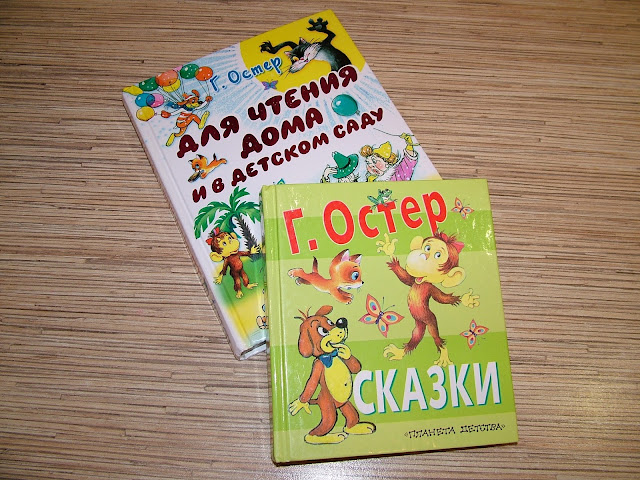 Г. Остер
ДЛЯ ЧТЕНИЯ
ДОМА
И В ДЕТСКОМ САДУ
Г. Остер
СКАЗКИ
«ПЛАНЕТА ДЕТСТВА»